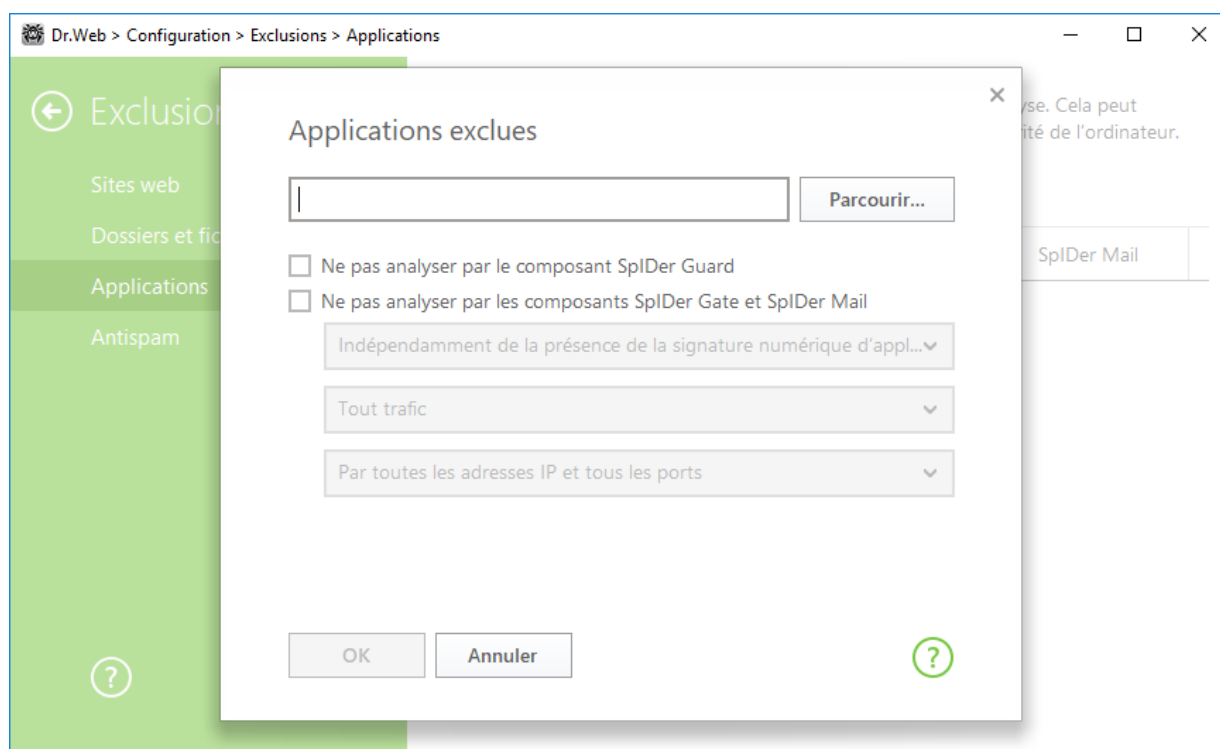 Dr.Web > Configuration > Exclusions > Applications
Exclusion
yse. Cela peut
rité de l'ordinateur.
Sites web
Dossiers et fic
Applications
Antispam
SpIDer Mail
Applications exclues
Parcourir...
Ne pas analyser par le composant SpIDer Guard
Ne pas analyser par les composants SpIDer Gate et SpIDer Mail
Indépendamment de la présence de la signature numérique d'appl...
Tout trafic
Par toutes les adresses IP et tous les ports
OK
Annuler
?
?